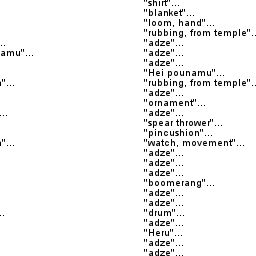 "shirt"...
"blanket"...
"loom, hand"...
"rubbing, from temple"..
"adze"...
amu"... "adze"...
"adze"...
"Hei pounamu"...
"... "rubbing, from temple"..
"adze"...
"ornament"...
... "adze"...
"spear thrower"...
"pincushion"...
"... "watch, movement"...
"adze"...
"adze"...
"adze"...
"boomerang"...
"adze"...
"adze"...
.. "drum"...
"adze"...
"Heru"...
"adze"...
"adze"...